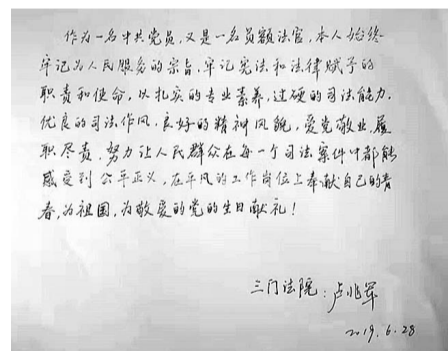 作为一名中共党员，又是一名员额法官，本人始终
牢记为人民服务的宗旨，牢记宪法和法律赋予的
职责和使命，以扎实的专业素养，过硬的司法能力，
优良的司法作风，良好的精神风貌，爱党敬业，履
职尽责，努力让人民群众在每一个司法案件中都能
感受到公平正义，在平凡的工作岗位上奉献自己的青
春，为祖国，为敬爱的党的生日献礼！
三门法院：卢兆军
2019.6.28